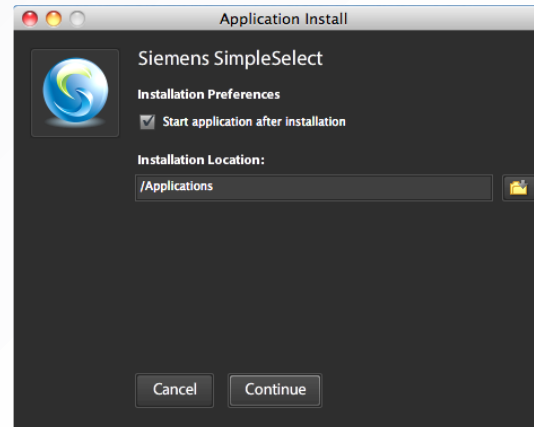 Application Install
Siemens SimpleSelect
Installation Preferences
Start application after installation
Installation Location:
/Applications
Cancel
Continue